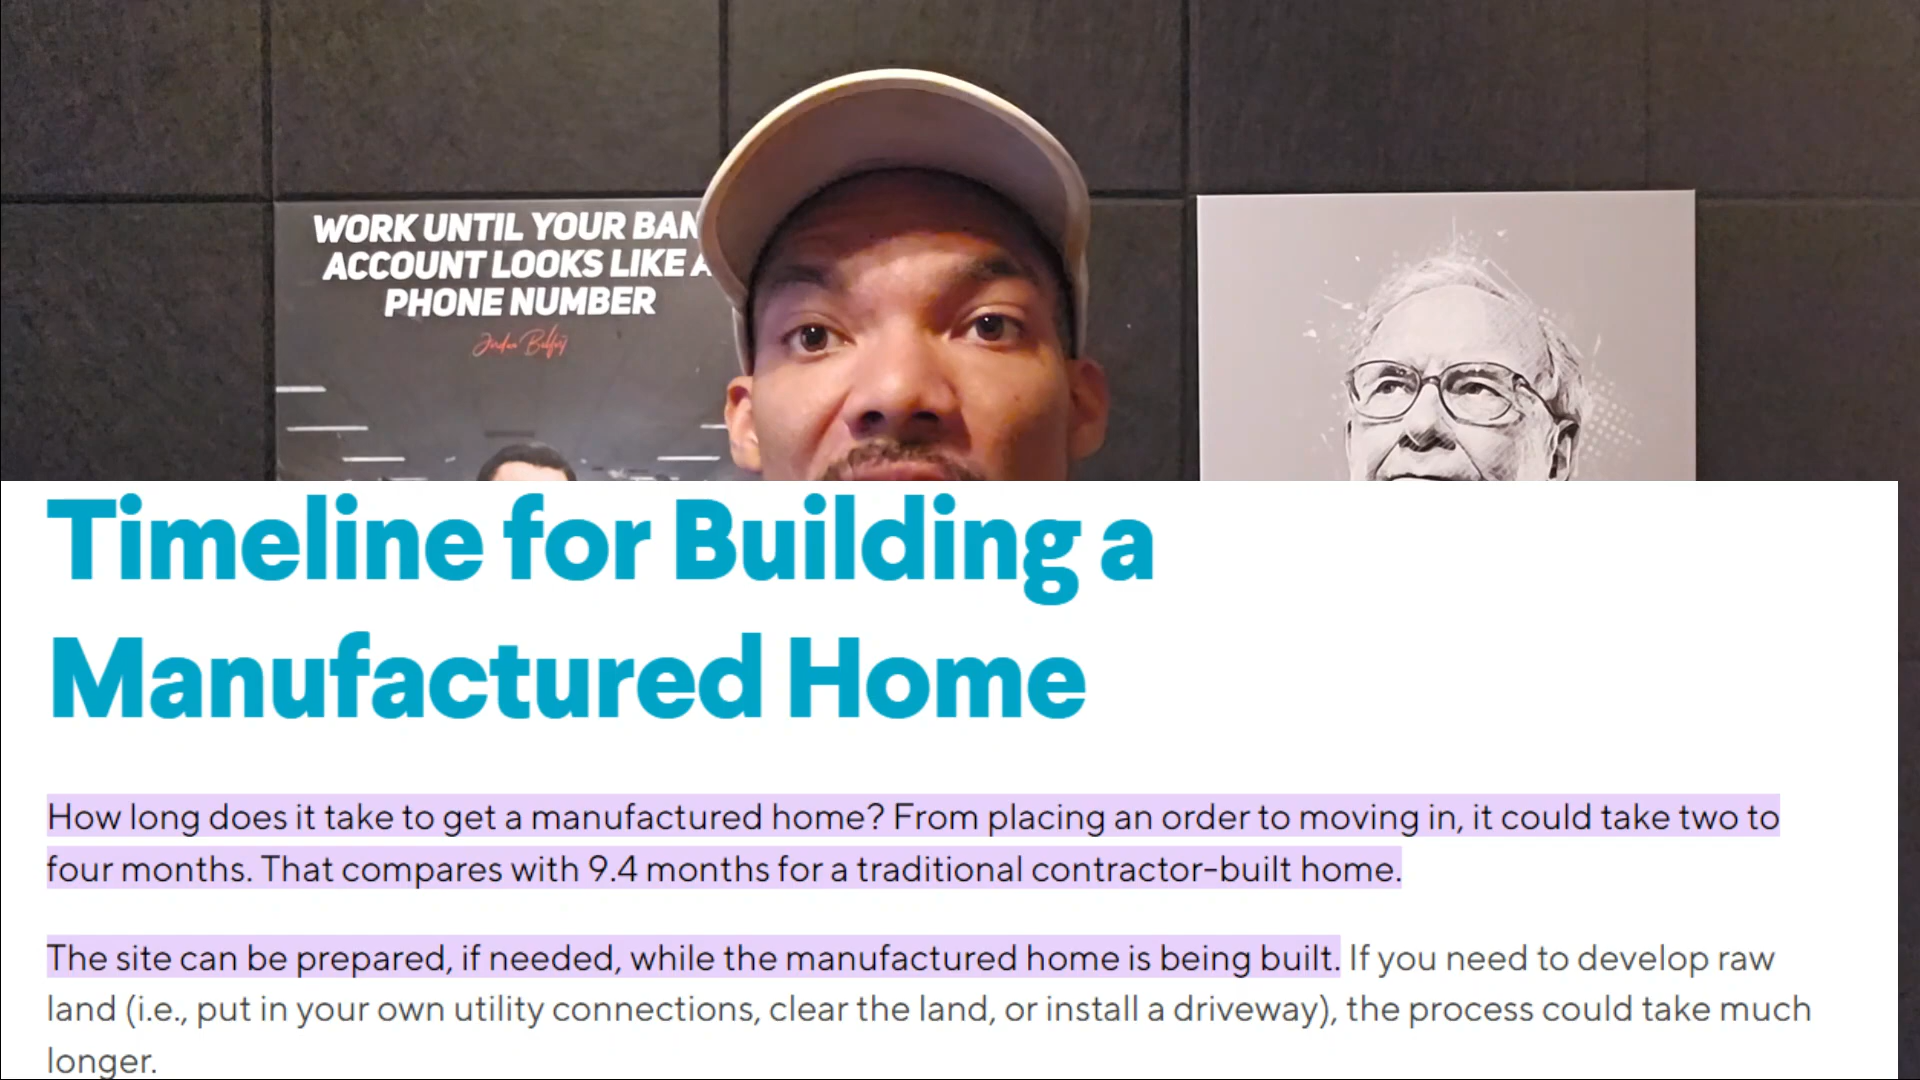 WORK UNTIL YOUR BAN
ACCOUNT LOOKS LIKE A
PHONE NUMBER
Jordan Belfort
Timeline for Building a
Manufactured Home
How long does it take to get a manufactured home? From placing an order to moving in, it could take two to
four months. That compares with 9.4 months for a traditional contractor-built home.
The site can be prepared, if needed, while the manufactured home is being built. If you need to develop raw
land (i.e., put in your own utility connections, clear the land, or install a driveway), the process could take much
longer.